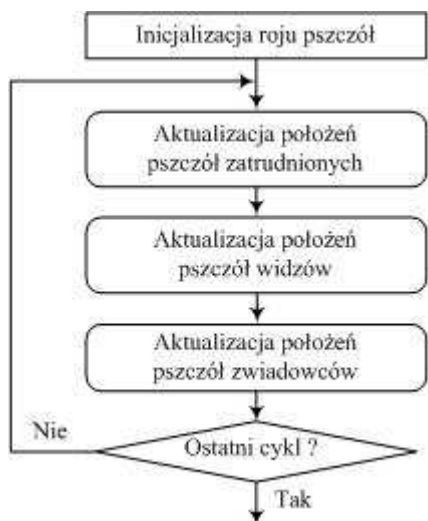 Inicjalizacja roju pszczół
Aktualizacja położeń
pszczół zatrudnionych
Aktualizacja położeń
pszczół widzów
Aktualizacja położeń
pszczół zwiadowców
Nie
Ostatni cykl ?
Tak